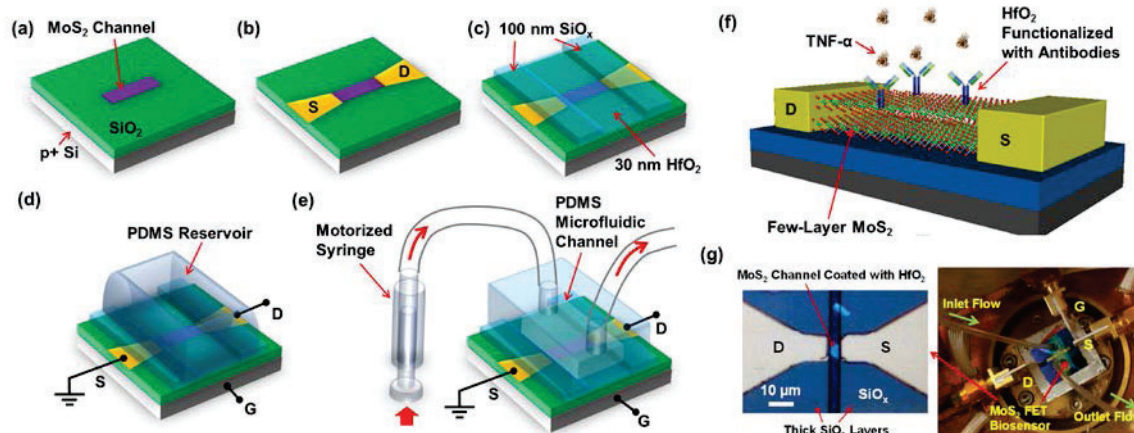 (a)
MoS2 Channel
SiO2
p+ Si
(b)
S
D
(c)
100 nm SiOx
30 nm HfO2
(d)
PDMS Reservoir
D
S
G
(e)
Motorized
Syringe
PDMS
Microfluidic
Channel
D
S
G
(f)
TNF-α
HfO2
Functionalized
with Antibodies
D
S
Few-Layer MoS2
(g)
MoS2 Channel Coated with HfO2
D
S
10 µm
SiOx
Thick SiOx Layers
Inlet Flow
G
S
D
MoS2 FET
Biosensor
Outlet Flow